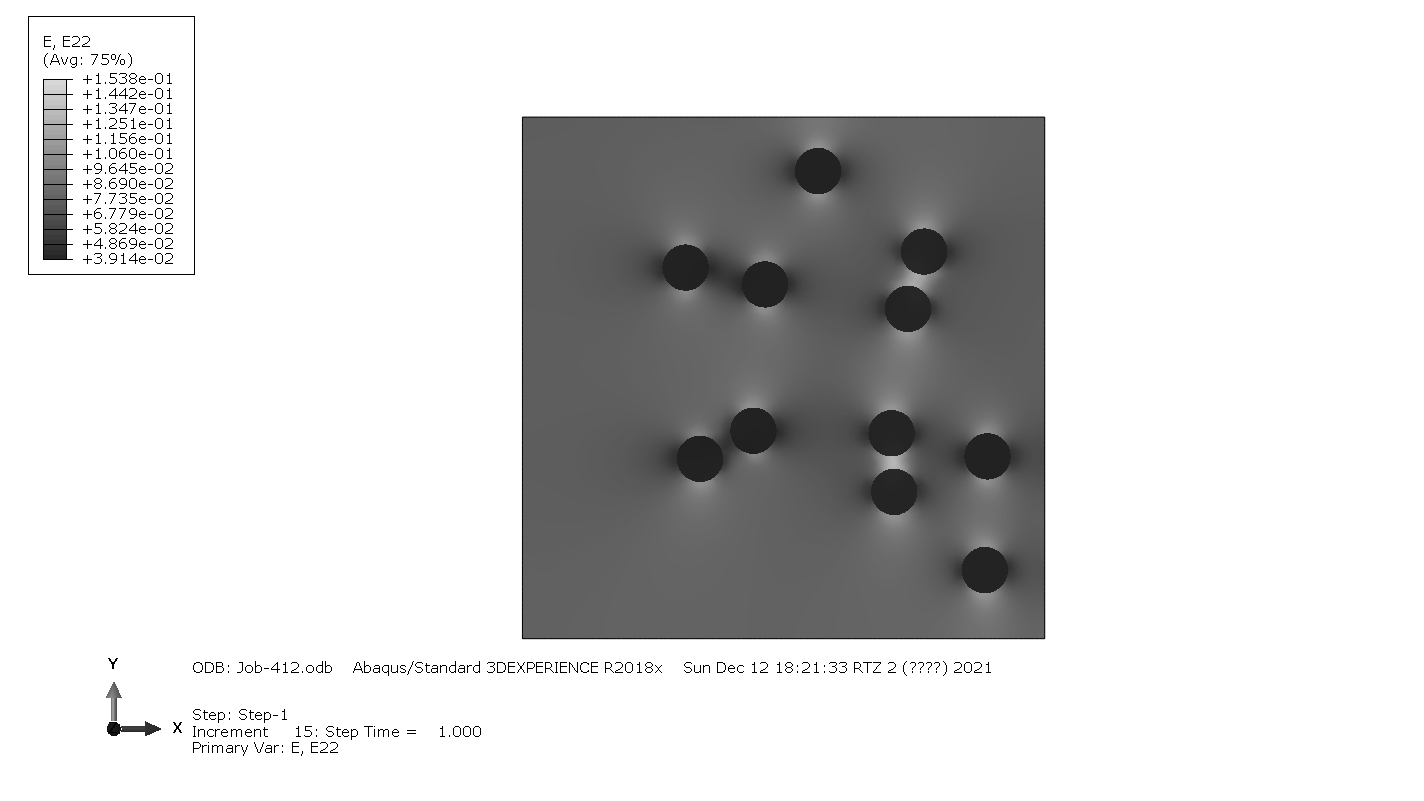 E, E22
(Avg: 75%)
+1.538e-01
+1.442e-01
+1.347e-01
+1.251e-01
+1.156e-01
+1.060e-01
+9.645e-02
+8.690e-02
+7.735e-02
+6.779e-02
+5.824e-02
+4.869e-02
+3.914e-02
Y
X
ODB: Job-412.odb Abaqus/Standard 3DEXPERIENCE R2018x Sun Dec 12 18:21:33 RTZ 2 (????) 2021
Step: Step-1
Increment 15: Step Time = 1.000
Primary Var: E, E22